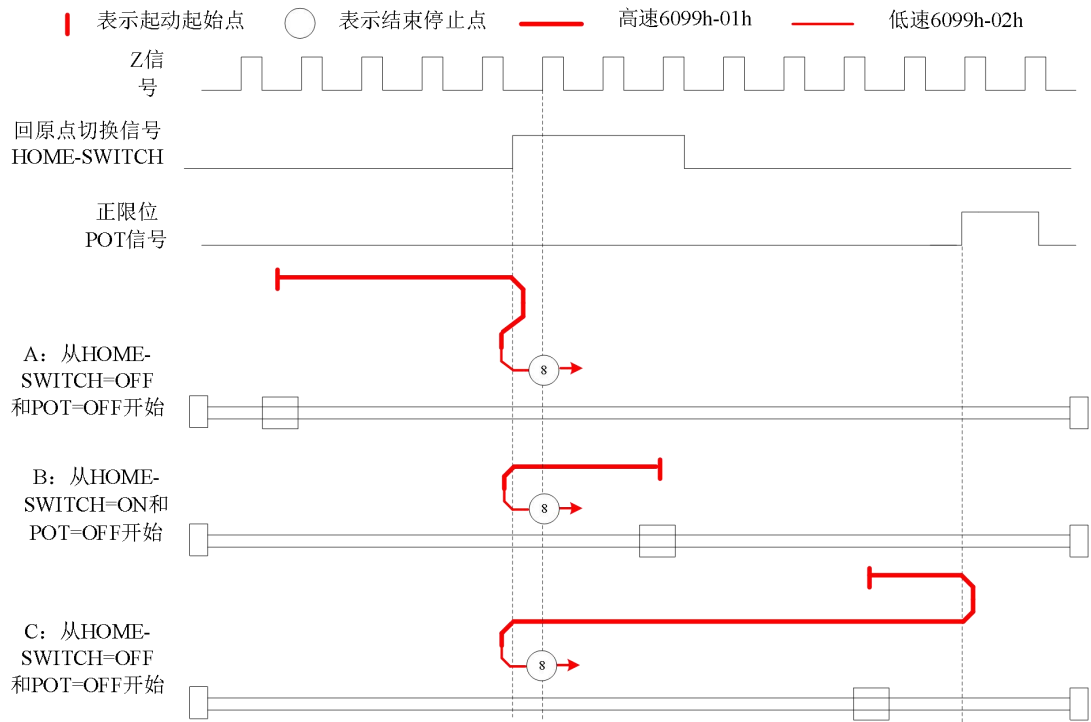 表示起动起始点
表示结束停止点
高速6099h-01h
低速6099h-02h
Z信
号
回原点切换信号
HOME-SWITCH
正限位
POT信号
8
A：从HOME-
SWITCH=OFF
和POT=OFF开始
B：从HOME-
SWITCH=ON和
POT=OFF开始
8
C：从HOME-
SWITCH=OFF
和POT=OFF开始
8